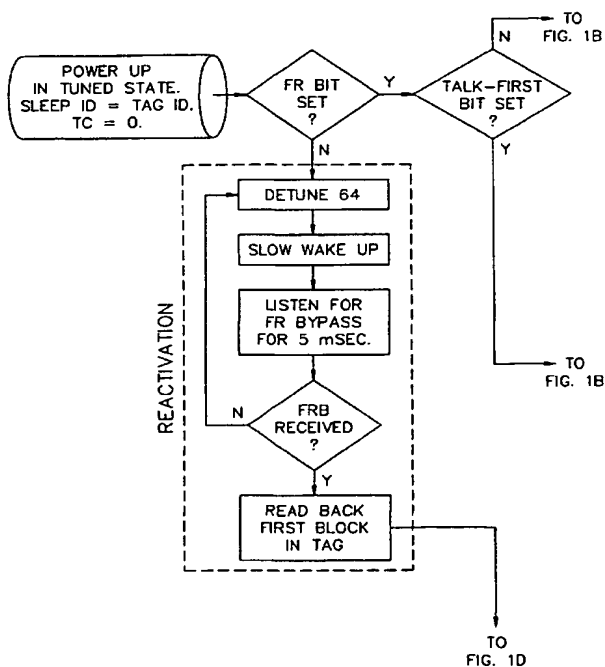 POWER UP
IN TUNED STATE.
SLEEP ID = TAG ID.
TC = 0.
FR BIT
SET
?
Y
N
TALK-FIRST
BIT SET
?
N
TO
FIG. 1B
Y
TO
FIG. 1B
REACTIVATION
DETUNE 64
SLOW WAKE UP
LISTEN FOR
FR BYPASS
FOR 5 mSEC.
FRB
RECEIVED
?
N
Y
READ BACK
FIRST BLOCK
IN TAG
TO
FIG. 1D